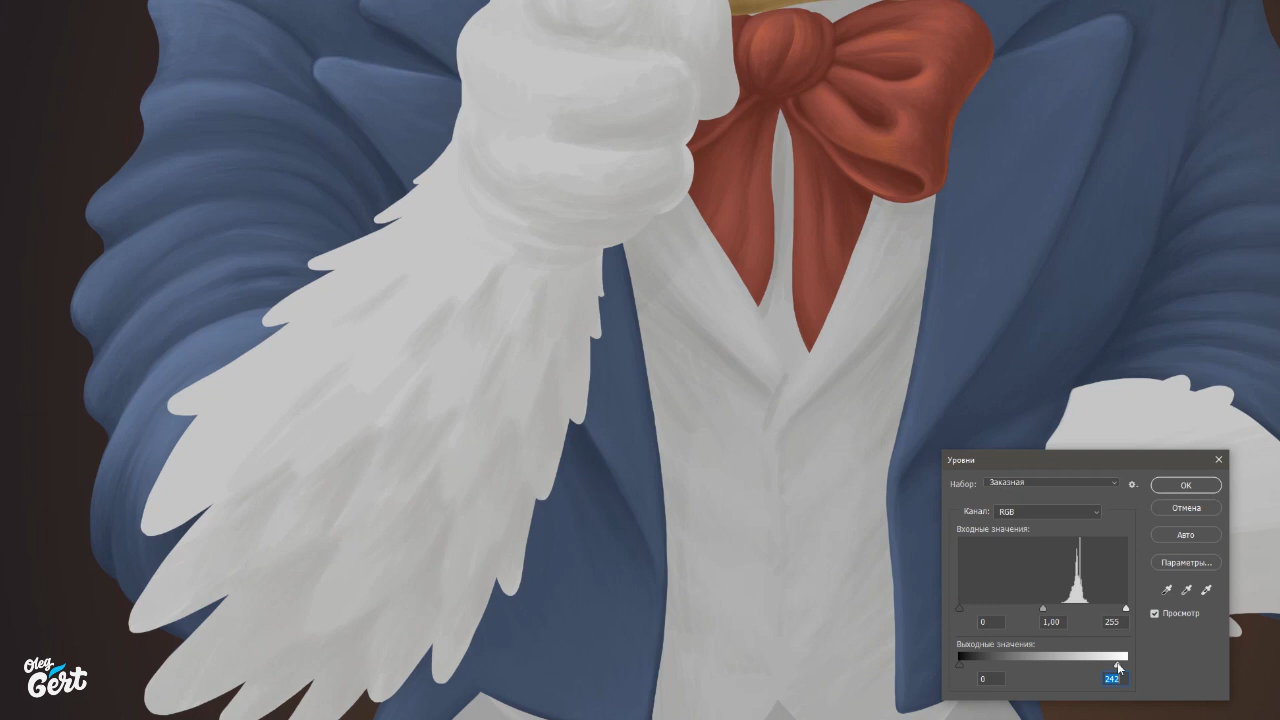 Уровни
Набор: Заказная
OK
Канал: RGB
Отмена
Входные значения:
Авто
Параметры...
Просмотр
0 1,00 255
Выходные значения:
0 242
Oleg
Gert